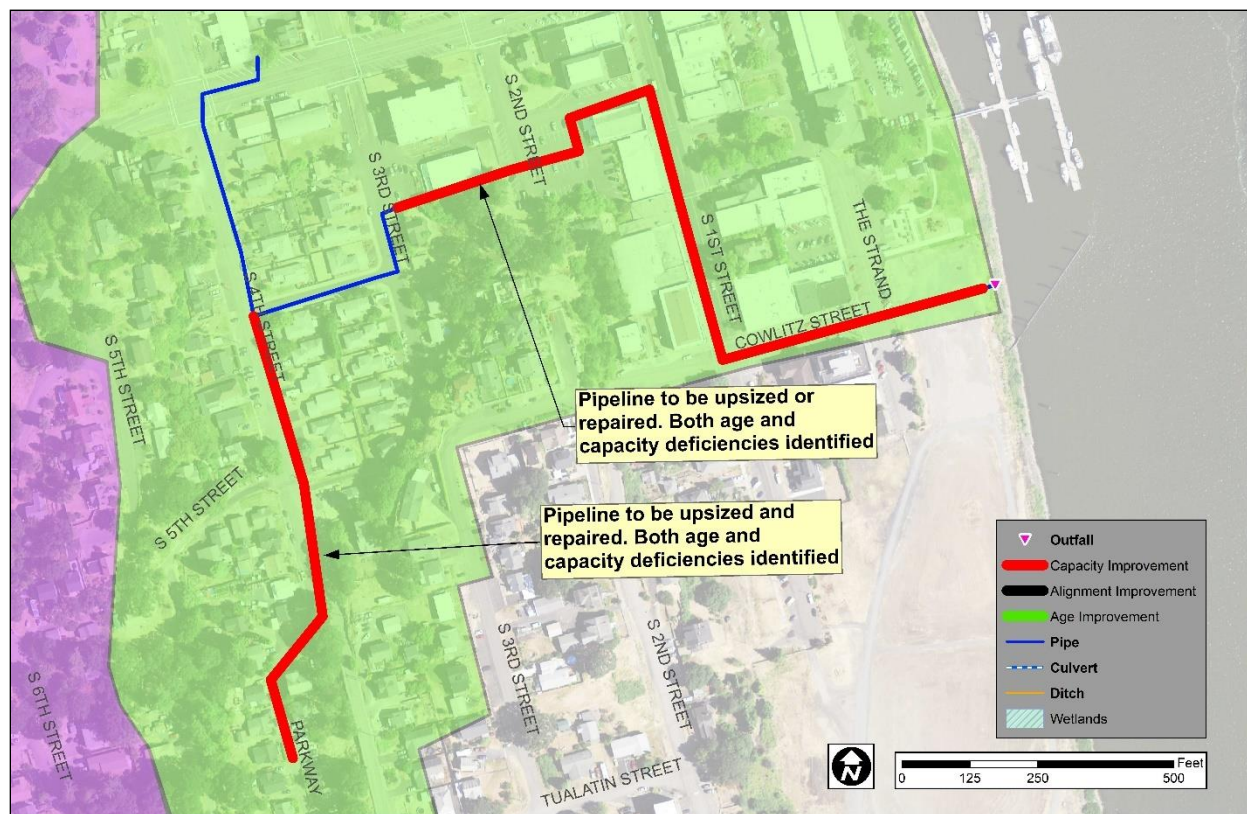 S 2ND STREET
S 3RD STREET
S 4TH STREET
S 1ST STREET
THE STRAND
COWLITZ STREET
S 5TH STREET
S 5TH STREET
S 6TH STREET
PARKWAY
S 3RD STREET
S 2ND STREET
TUALATIN STREET
Pipeline to be upsized or
repaired. Both age and
capacity deficiencies identified
Pipeline to be upsized and
repaired. Both age and
capacity deficiencies identified
Outfall
Capacity Improvement
Alignment Improvement
Age Improvement
Pipe
Culvert
Ditch
Wetlands
N
Feet
0 125 250 500